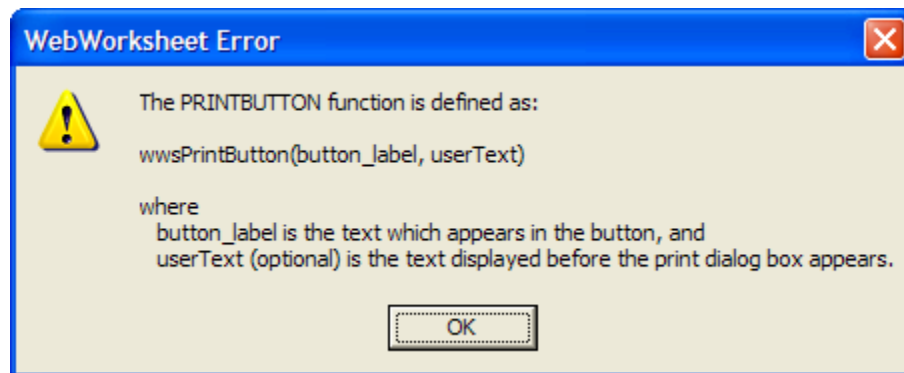 WebWorksheet Error
The PRINTBUTTON function is defined as:
wwsPrintButton(button_label, userText)
where
button_label is the text which appears in the button, and
userText (optional) is the text displayed before the print dialog box appears.
OK